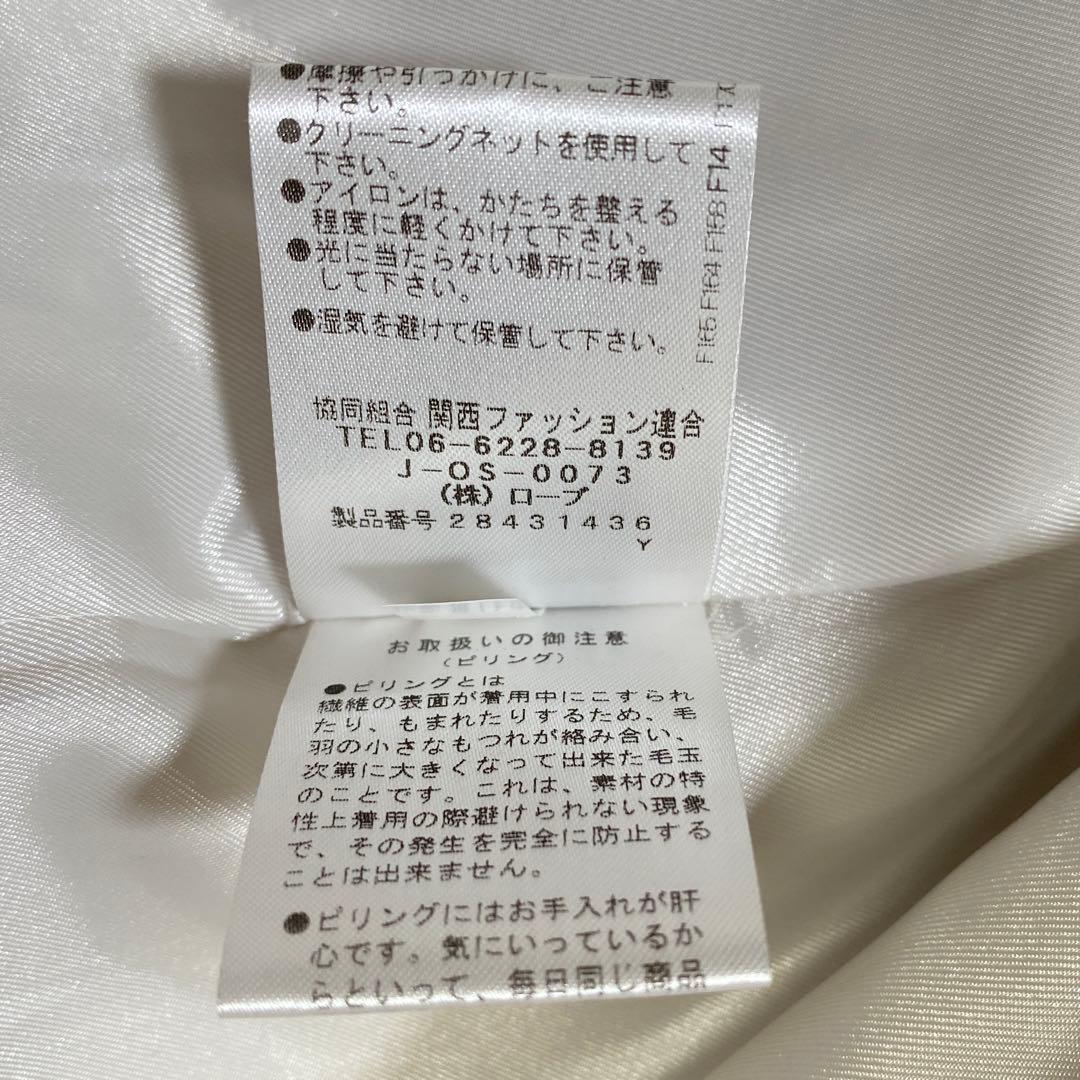 ●摩擦や引っかけに、ご注意
下さい。
●クリーニングネットを使用して
下さい。
●アイロンは、かたちを整える
程度に軽くかけて下さい。
●光に当たらない場所に保管
して下さい。
●湿気を避けて保管して下さい。
F165 F164 F158 F14
協同組合 関西ファッション連合
TEL06-6228-8139
J-OS-0073
(株)ロープ
製品番号 28431436
Y
お取扱いの御注意
(ピリング)
●ピリングとは
繊維の表面が着用中にこすられ
たり、もまれたりするため、毛
羽の小さなもつれが絡み合い、
次第に大きくなって出来た毛玉
のことです。これは、素材の特
性上着用の際避けられない現象
で、その発生を完全に防止する
ことは出来ません。
●ピリングにはお手入れが肝
心です。気にいっているか
らといって、毎日同じ商品